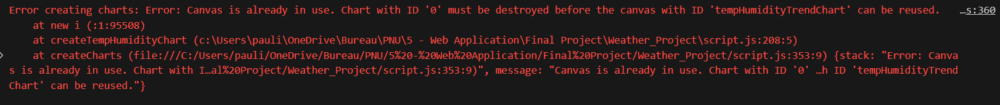 Error creating charts: Error: Canvas is already in use. Chart with ID '0' must be destroyed before the canvas with ID 'tempHumidityTrendChart' can be reused. …s:360
at new i (:1:95508)
at createTempHumidityChart (c:\Users\pauli\OneDrive\Bureau\PNU\5 - Web Application\Final Project\Weather_Project\script.js:208:5)
at createCharts (file:///C:/Users/pauli/OneDrive/Bureau/PNU/5%20-%20Web%20Application/Final%20Project/Weather_Project/script.js:353:9) {stack: "Error: Canva
s is already in use. Chart with I…al%20Project/Weather_Project/script.js:353:9)", message: "Canvas is already in use. Chart with ID '0' …h ID 'tempHumidityTrend
Chart' can be reused."}